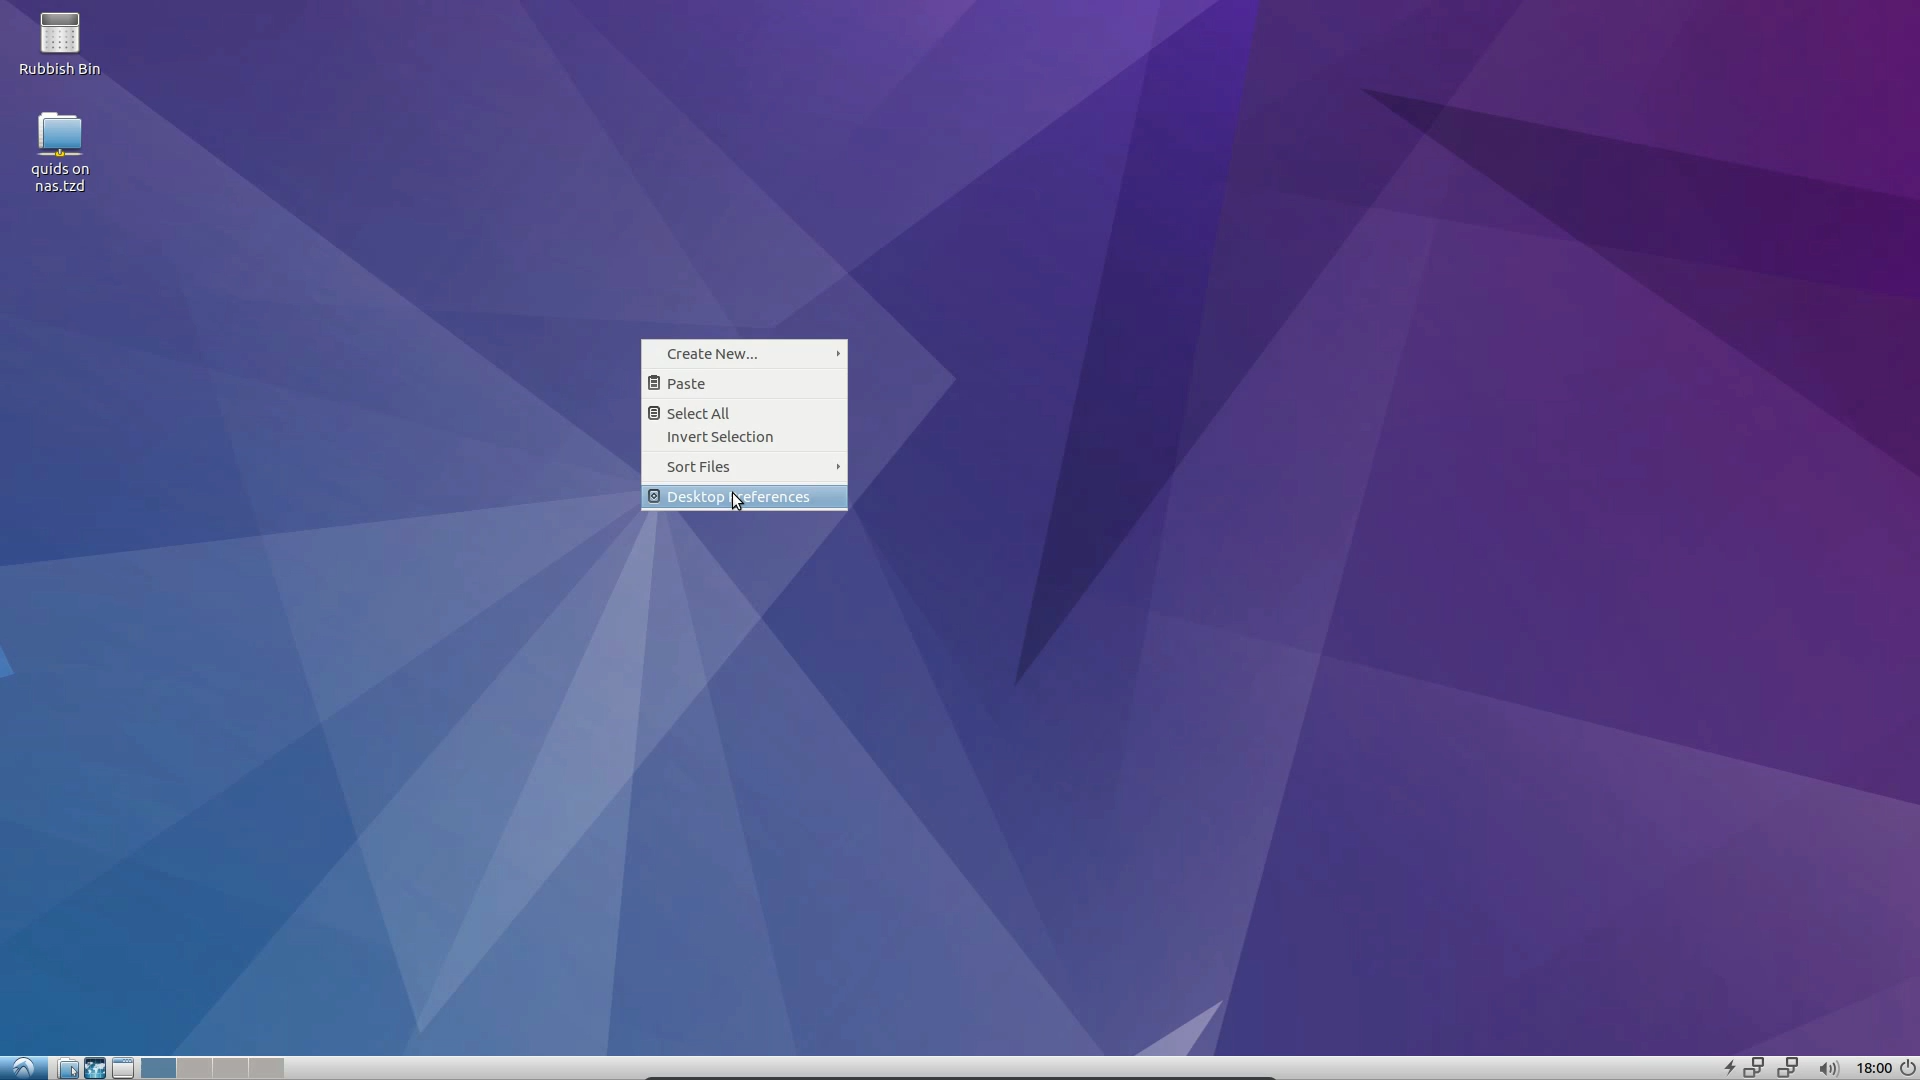 Rubbish Bin
quids on
nas.tzd
Create New...
Paste
Select All
Invert Selection
Sort Files
Desktop Preferences
18:00